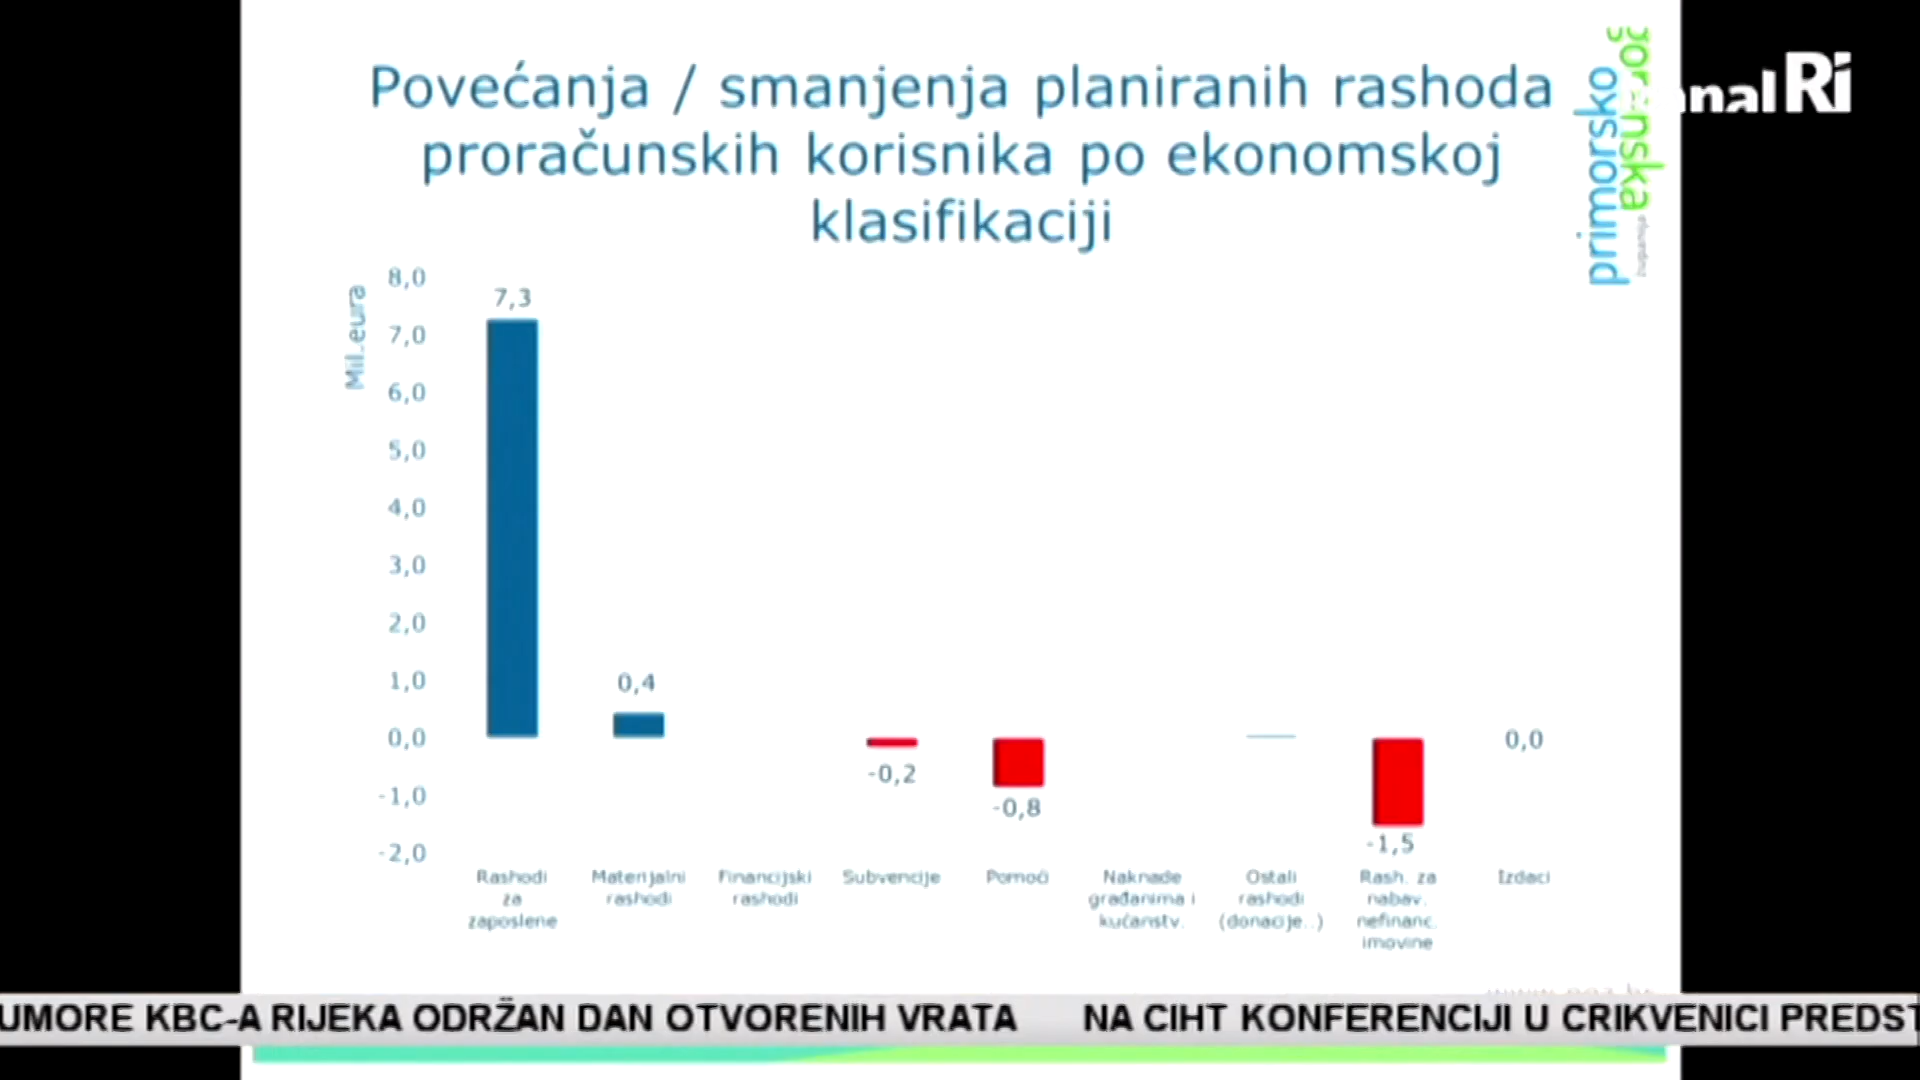 Povećanja / smanjenja planiranih rashoda
proračunskih korisnika po ekonomskoj
klasifikaciji
primorsko
goranska
županija
nal Ri
Mil.eura
8,0
7,0
6,0
5,0
4,0
3,0
2,0
1,0
0,0
-1,0
-2,0
7,3
0,4
-0,2
-0,8
-1,5
0,0
Rashodi
za
zaposlene
Materijalni
rashodi
Financijski
rashodi
Subvencije
Pomoći
Naknade
građanima i
kućanstv.
Ostali
rashodi
(donacije..)
Rash. za
nabav.
nefinanc.
imovine
Izdaci
UMORE KBC-A RIJEKA ODRŽAN DAN OTVORENIH VRATA NA CIHT KONFERENCIJI U CRIKVENICI PREDST